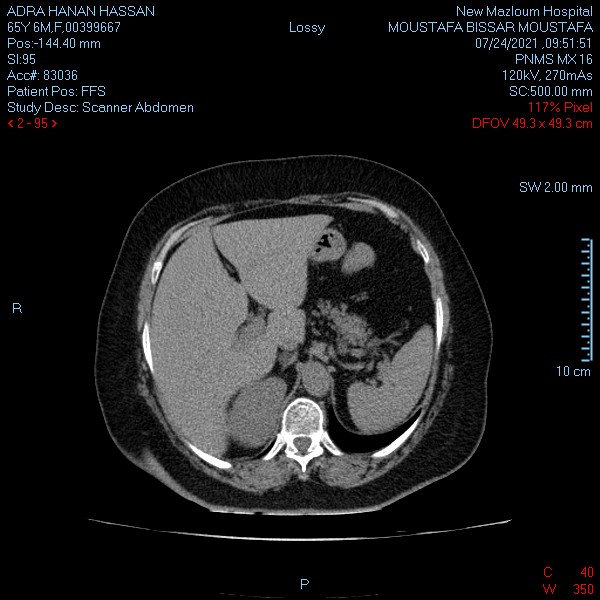 ADRA HANAN HASSAN
65Y 6M,F,00399667
Pos:-144.40 mm
SI:95
Acc#: 83036
Patient Pos: FFS
Study Desc: Scanner Abdomen
< 2 - 95 >
Lossy
New Mazloum Hospital
MOUSTAFA BISSAR MOUSTAFA
07/24/2021 ,09:51:51
PNMS MX 16
120kV, 270mAs
SC:500.00 mm
117% Pixel
DFOV 49.3 x 49.3 cm
SW 2.00 mm
R
10 cm
P
C 40
W 350